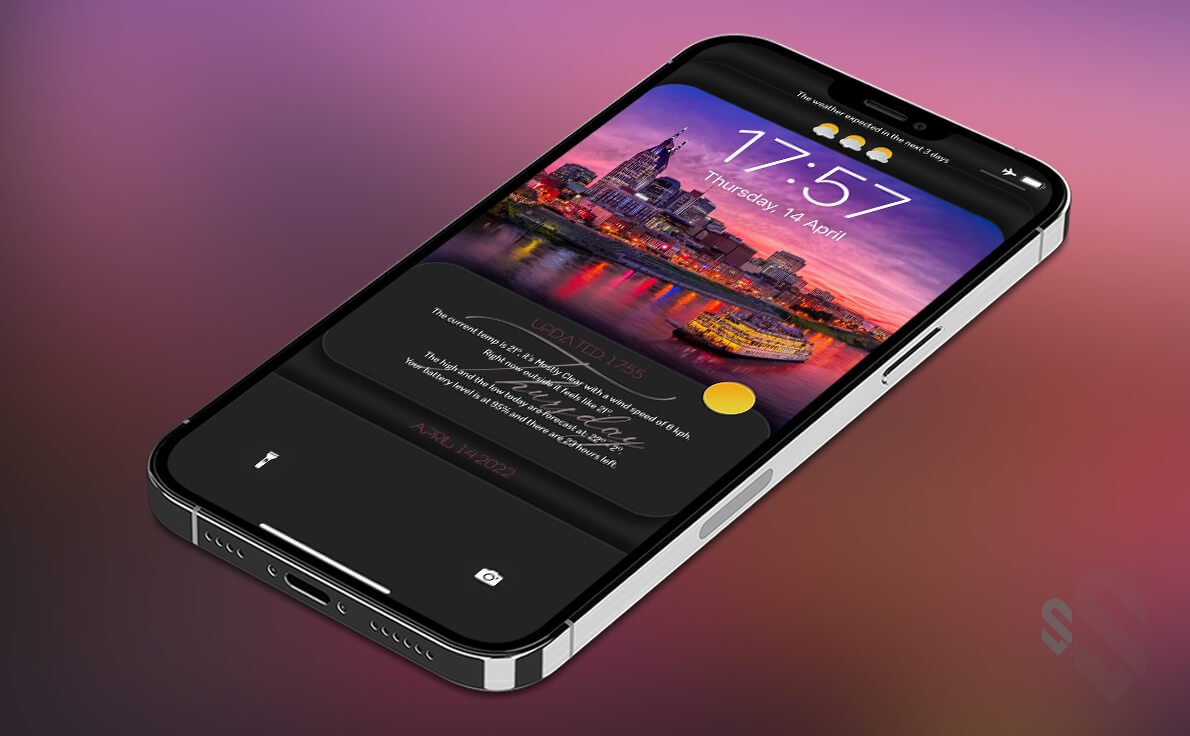 The weather expected in the next 3 days
17:57
Thursday, 14 April
UPDATED 17:55
The current temp is 21°. it's Mostly Clear with a wind speed of 6 kph.
Right now outside it feels like 21°
Thursday
The high and the low today are forecast at: 22°/2°.
Your battery level is at 95% and there are 23 hours left.
APRIL 14 2022